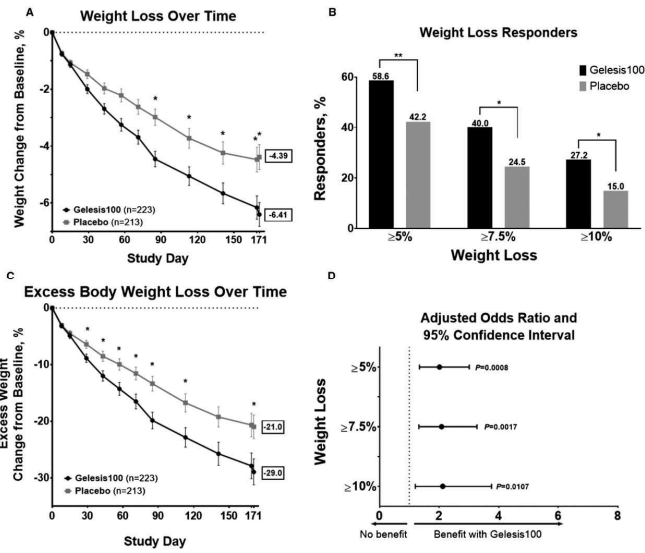 A
Weight Loss Over Time
Weight Change from Baseline, %
0
-2
-4
-6
* * * * *
-4.39
-6.41
Gelesis100 (n=223)
Placebo (n=213)
0 30 60 90 120 150 171
Study Day
B
Weight Loss Responders
Gelesis100
Placebo
Responders, %
60
40
20
0
**
58.6
42.2
*
40.0
24.5
*
27.2
15.0
≥5% ≥7.5% ≥10%
Weight Loss
C
Excess Body Weight Loss Over Time
Excess Weight
Change from Baseline, %
0
-10
-20
-30
* * * * * * *
-21.0
-29.0
Gelesis100 (n=223)
Placebo (n=213)
0 30 60 90 120 150 171
Study Day
D
Adjusted Odds Ratio and
95% Confidence Interval
Weight Loss
≥5%
P=0.0008
≥7.5%
P=0.0017
≥10%
P=0.0107
0 2 4 6 8
No benefit
Benefit with Gelesis100